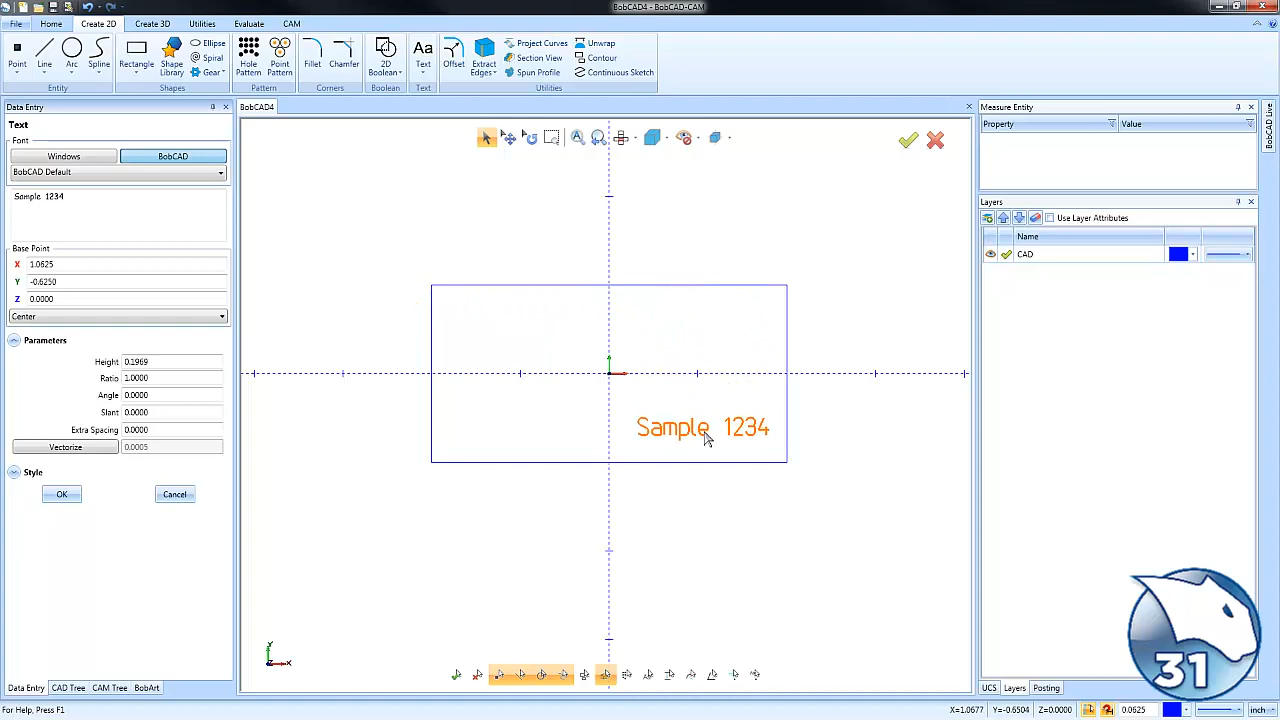 BobCAD4 - BobCAD-CAM
File Home Create 2D Create 3D Utilities Evaluate CAM
Point Line Arc Spline Rectangle Shape Library Ellipse Spiral Gear Hole Pattern Point Pattern Fillet Chamfer 2D Boolean Aa Text Offset Extract Edges Project Curves Section View Spun Profile Unwrap Contour Continuous Sketch
Entity Shapes Pattern Corners Boolean Text Utilities
Data Entry
Text
Font
Windows BobCAD
BobCAD Default
Sample 1234
Base Point
X 1.0625
Y -0.6250
Z 0.0000
Center
Parameters
Height 0.1969
Ratio 1.0000
Angle 0.0000
Slant 0.0000
Extra Spacing 0.0000
Vectorize 0.0005
Style
OK Cancel
Data Entry CAD Tree CAM Tree BobArt
BobCAD4
Sample 1234
Y
X
Measure Entity
Property Value
Layers
Use Layer Attributes
Name
CAD
UCS Layers Posting
BobCAD Live
31
For Help, Press F1
X=1.0677 Y=-0.6504 Z=0.0000 0.0625 inch